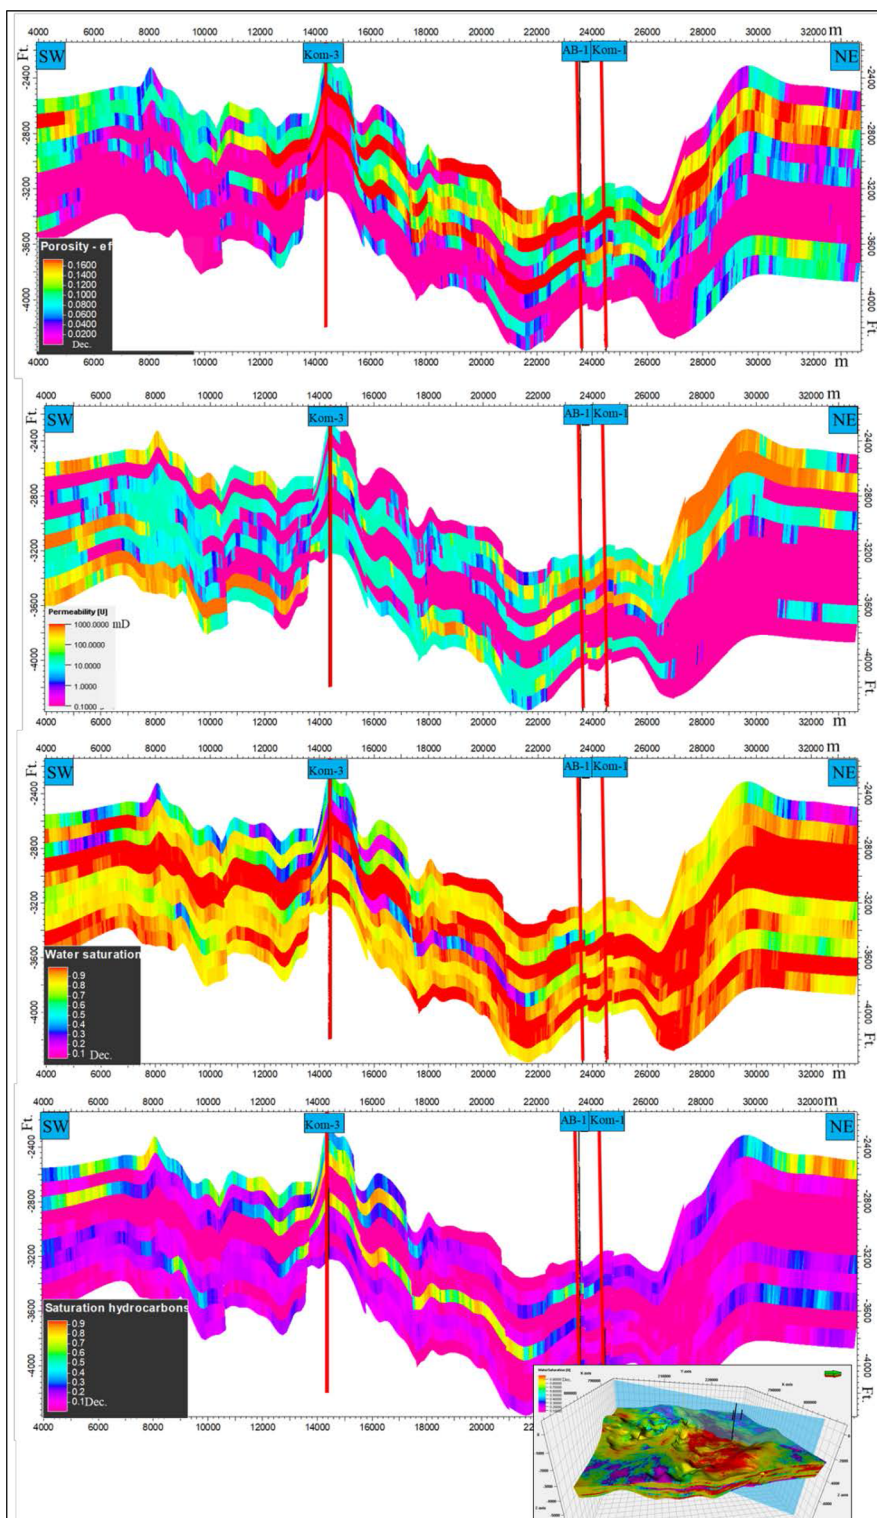 4000 6000 8000 10000 12000 14000 16000 18000 20000 22000 24000 26000 28000 30000 32000 m
Ft.
SW Kom-3 AB-1 Kom-1 NE
-2400 -2400
-2800 -2800
-3200 -3200
-3600 -3600
-4000 -4000
Porosity - ef
0.1600
0.1400
0.1200
0.1000
0.0800
0.0600
0.0400
0.0200
Dec.
Ft.
4000 6000 8000 10000 12000 14000 16000 18000 20000 22000 24000 26000 28000 30000 32000 m
4000 6000 8000 10000 12000 14000 16000 18000 20000 22000 24000 26000 28000 30000 32000 m
Ft.
SW Kom-3 AB-1 Kom-1 NE
-2400 -2400
-2800 -2800
-3200 -3200
-3600 -3600
-4000 -4000
Permeability [U]
1000.0000 mD
100.0000
10.0000
1.0000
0.1000
Ft.
4000 6000 8000 10000 12000 14000 16000 18000 20000 22000 24000 26000 28000 30000 32000 m
4000 6000 8000 10000 12000 14000 16000 18000 20000 22000 24000 26000 28000 30000 32000 m
Ft.
SW Kom-3 AB-1 Kom-1 NE
-2400 -2400
-2800 -2800
-3200 -3200
-3600 -3600
-4000 -4000
Water saturation
0.9
0.8
0.7
0.6
0.5
0.4
0.3
0.2
0.1 Dec.
Ft.
4000 6000 8000 10000 12000 14000 16000 18000 20000 22000 24000 26000 28000 30000 32000 m
4000 6000 8000 10000 12000 14000 16000 18000 20000 22000 24000 26000 28000 30000 32000 m
Ft.
SW Kom-3 AB-1 Kom-1 NE
-2400 -2400
-2800 -2800
-3200 -3200
-3600 -3600
-4000 -4000
Saturation hydrocarbons
0.9
0.8
0.7
0.6
0.5
0.4
0.3
0.2
0.1 Dec.
Ft.
4000 6000 8000 10000 12000 14000 16000 18000 20000
X axis Y axis X axis
Z axis Z axis